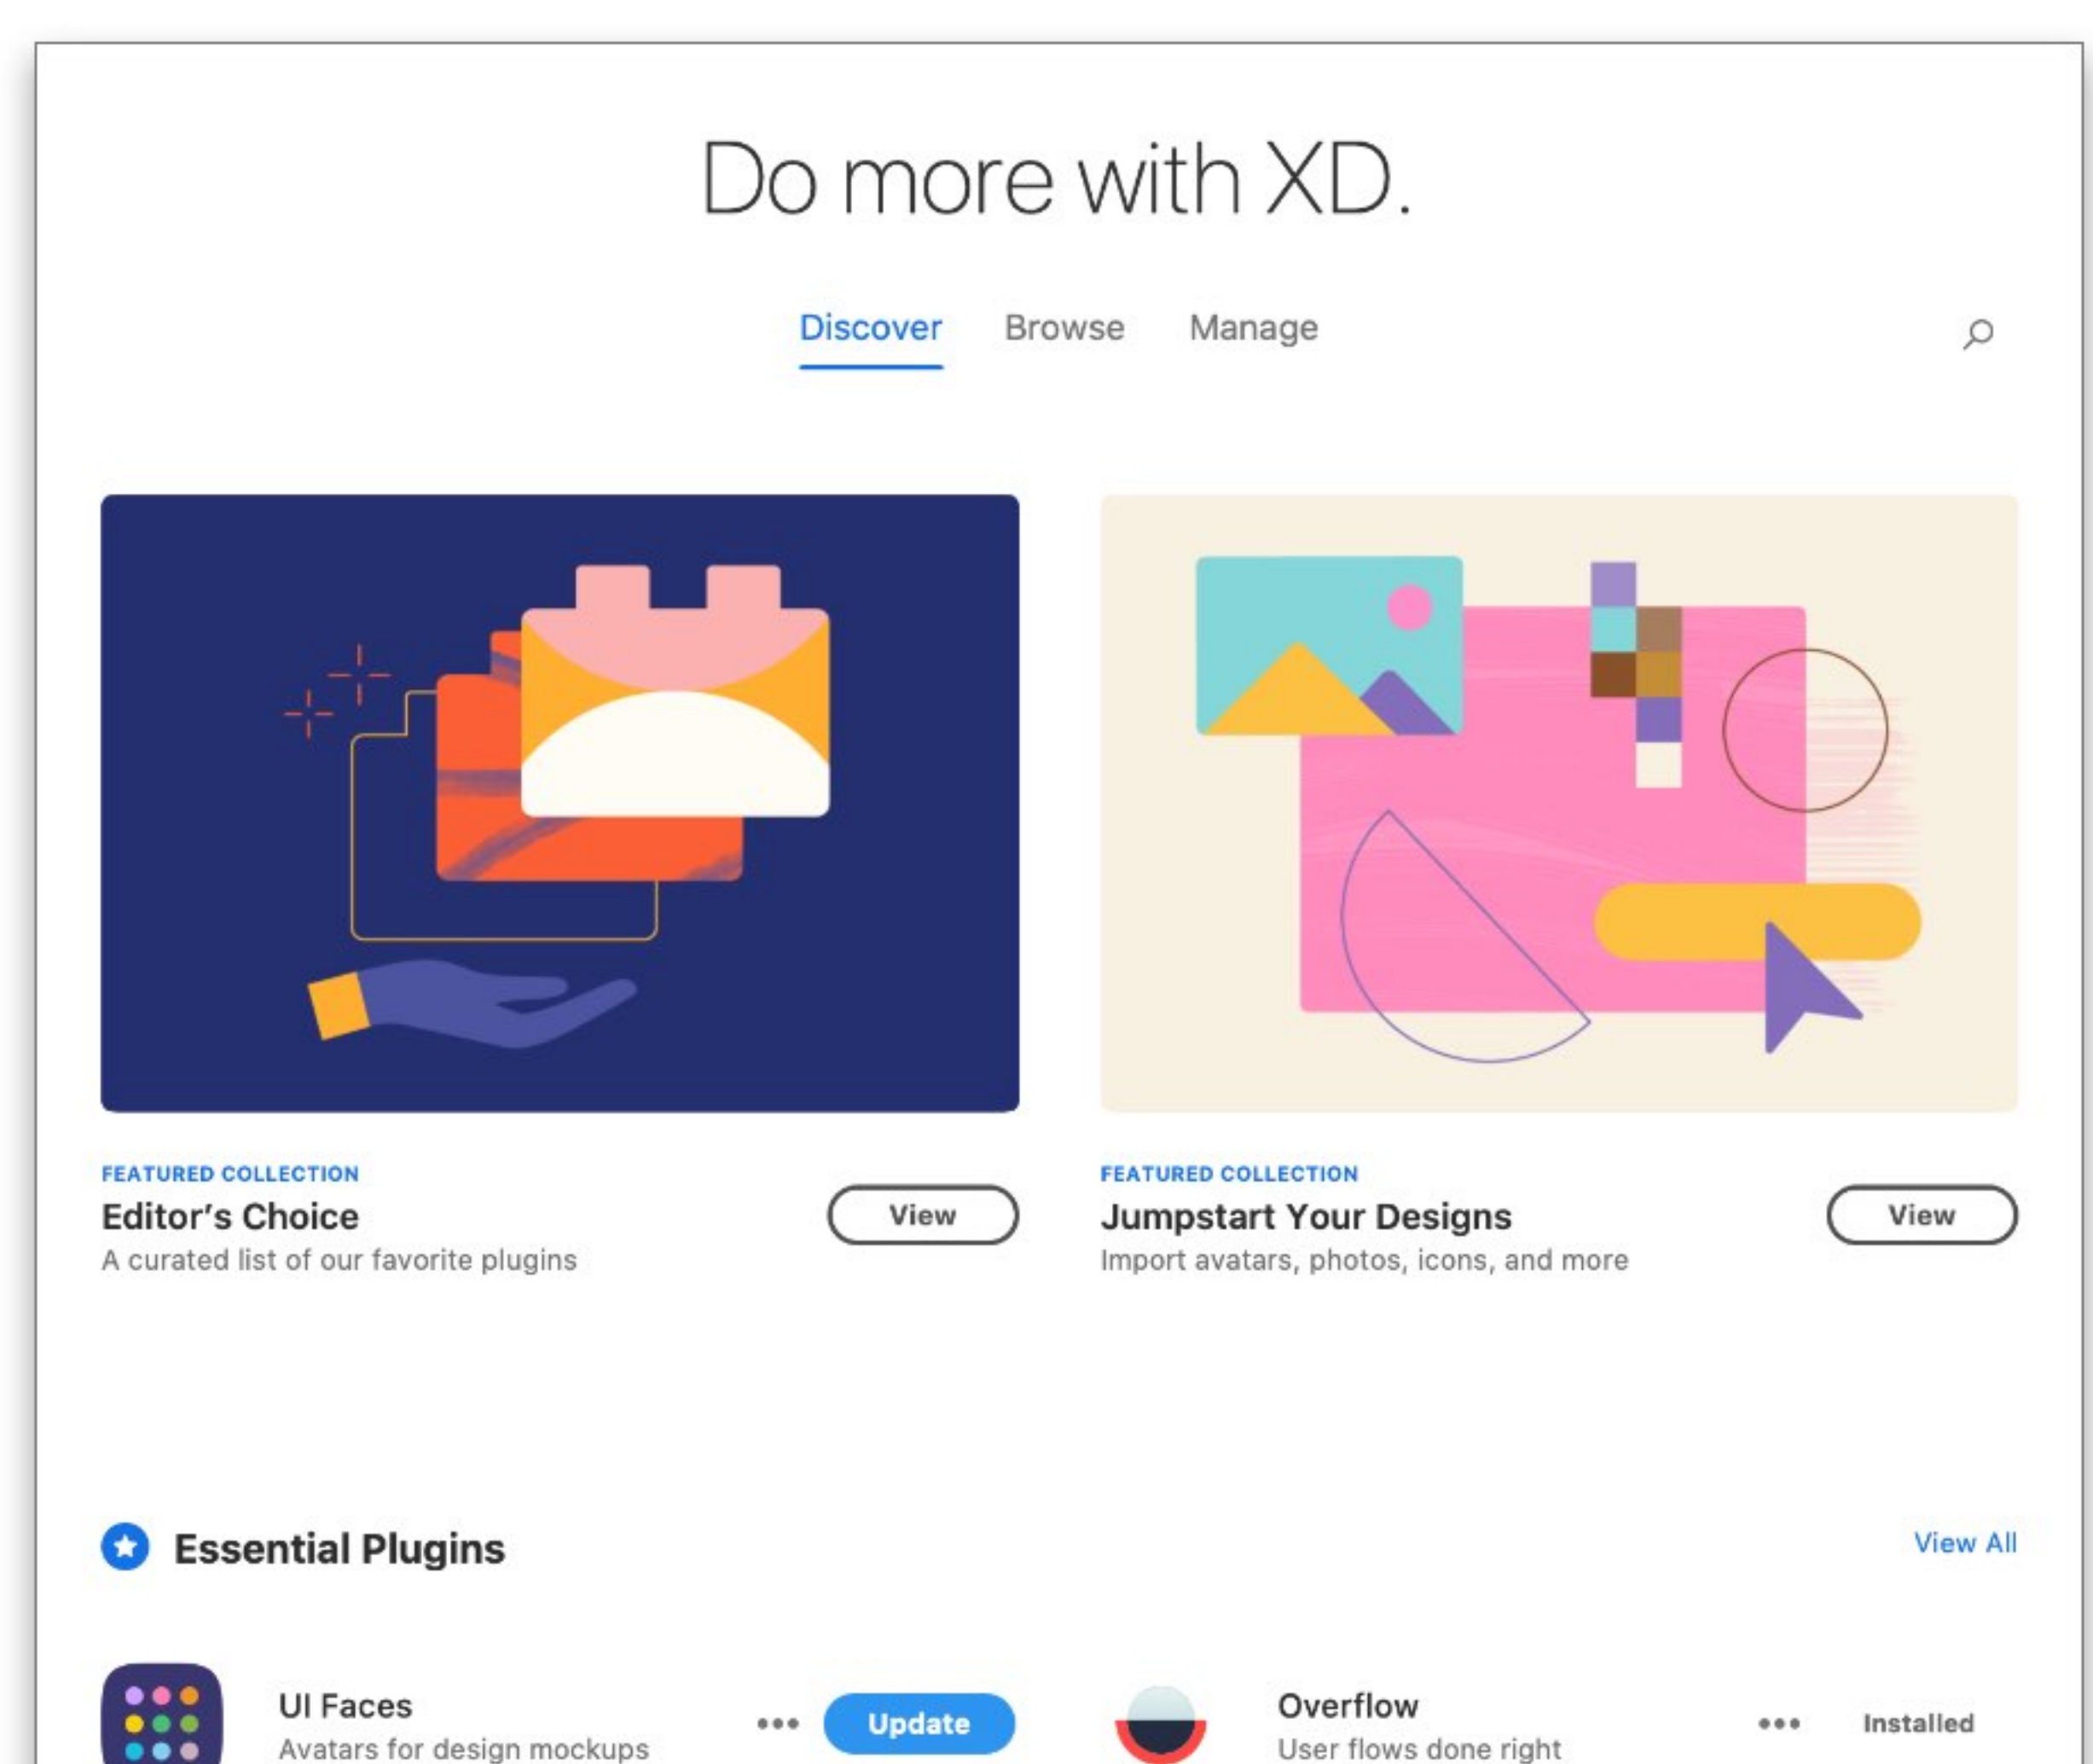 Do more with XD.
Discover Browse Manage
FEATURED COLLECTION
Editor’s Choice
A curated list of our favorite plugins
View
FEATURED COLLECTION
Jumpstart Your Designs
Import avatars, photos, icons, and more
View
Essential Plugins
View All
UI Faces
Avatars for design mockups
Update
Overflow
User flows done right
Installed